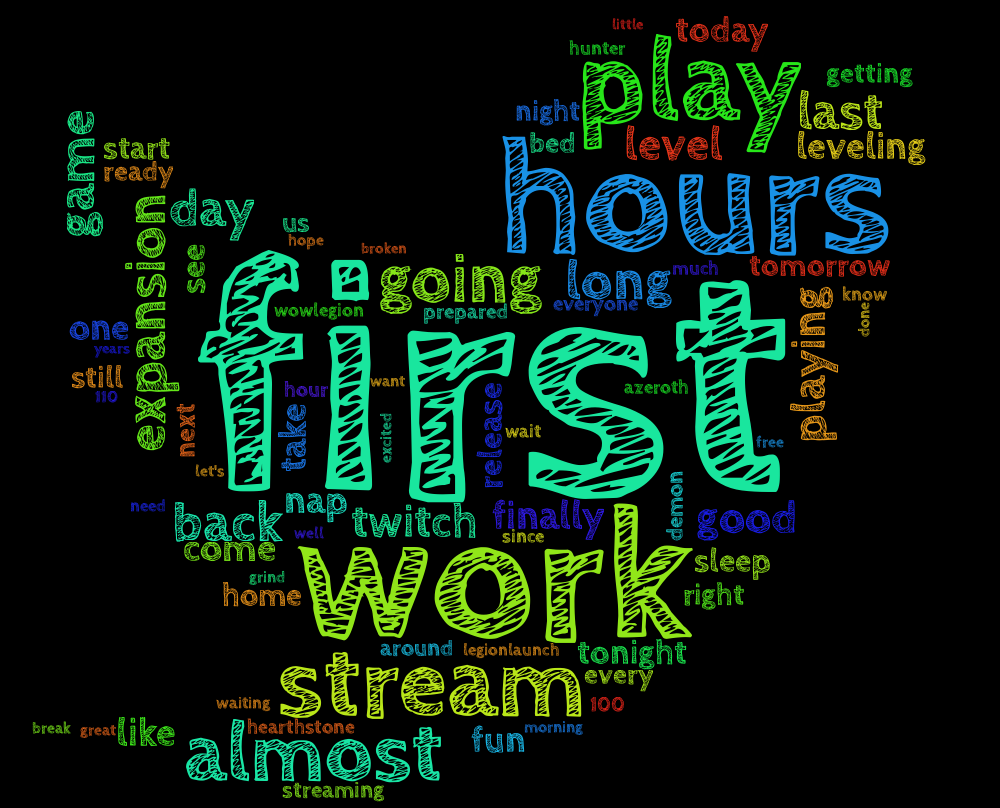 little
today
hunter
play
getting
night
last
game
start
bed
level
leveling
ready
hours
expansion
day
us
see
hope
broken
going
long
much
tomorrow
wowlegion
prepared
everyone
playing
know
done
first
one
years
still
110
hour
want
azeroth
next
take
excited
release
wait
free
let's
need
back
nap
twitch
finally
demon
good
well
since
come
work
sleep
grind
home
right
around
legionlaunch
tonight
stream
every
waiting
100
break
great
like
hearthstone
almost
fun
morning
streaming